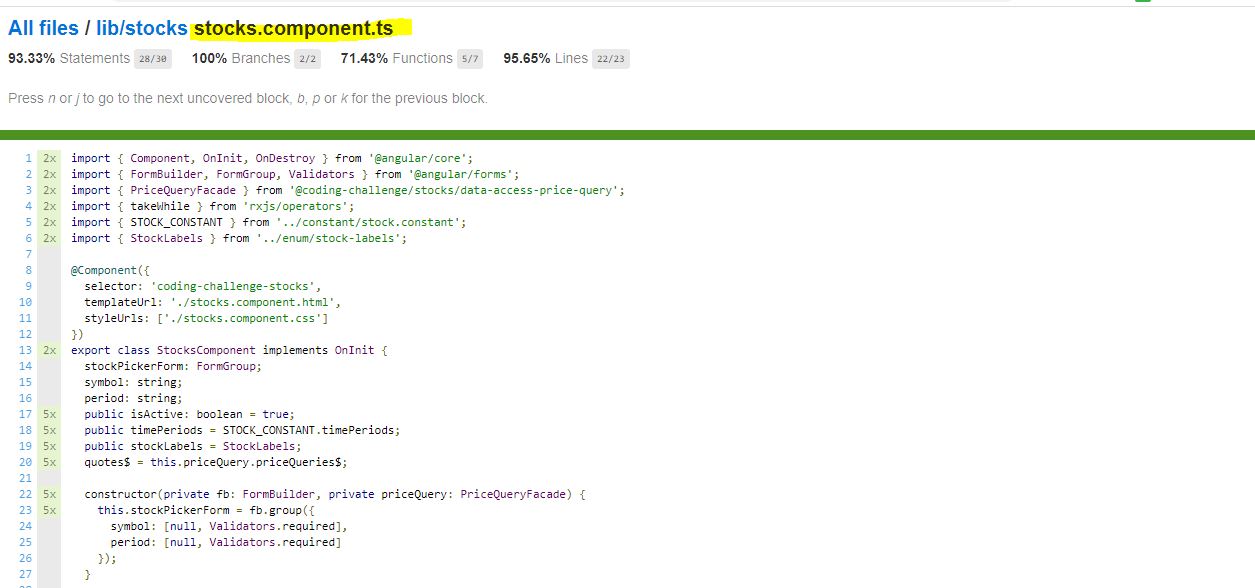 All files / lib/stocks stocks.component.ts
93.33% Statements 28/30 100% Branches 2/2 71.43% Functions 5/7 95.65% Lines 22/23
Press n or j to go to the next uncovered block, b, p or k for the previous block.
1 2x import { Component, OnInit, OnDestroy } from '@angular/core';
2 2x import { FormBuilder, FormGroup, Validators } from '@angular/forms';
3 2x import { PriceQueryFacade } from '@coding-challenge/stocks/data-access-price-query';
4 2x import { takeWhile } from 'rxjs/operators';
5 2x import { STOCK_CONSTANT } from '../constant/stock.constant';
6 2x import { StockLabels } from '../enum/stock-labels';
7
8 @Component({
9 selector: 'coding-challenge-stocks',
10 templateUrl: './stocks.component.html',
11 styleUrls: ['./stocks.component.css']
12 })
13 2x export class StocksComponent implements OnInit {
14 stockPickerForm: FormGroup;
15 symbol: string;
16 period: string;
17 5x public isActive: boolean = true;
18 5x public timePeriods = STOCK_CONSTANT.timePeriods;
19 5x public stockLabels = StockLabels;
20 5x quotes$ = this.priceQuery.priceQueries$;
21
22 5x constructor(private fb: FormBuilder, private priceQuery: PriceQueryFacade) {
23 5x this.stockPickerForm = fb.group({
24 symbol: [null, Validators.required],
25 period: [null, Validators.required]
26 });
27 }